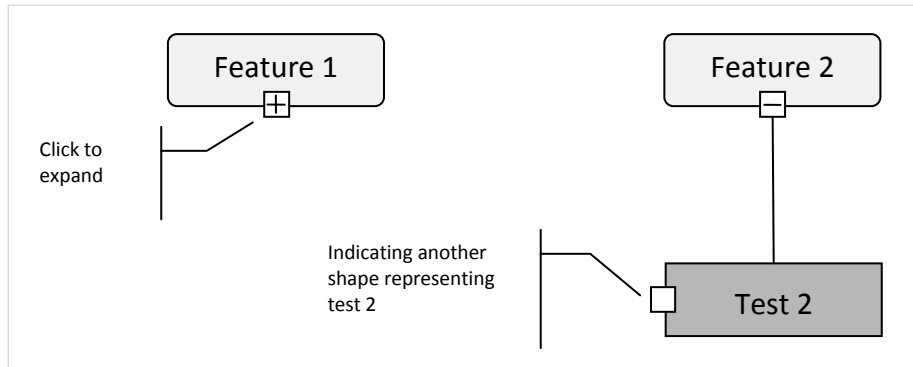 Feature 1
Feature 2
Click to
expand
Indicating another
shape representing
test 2
Test 2